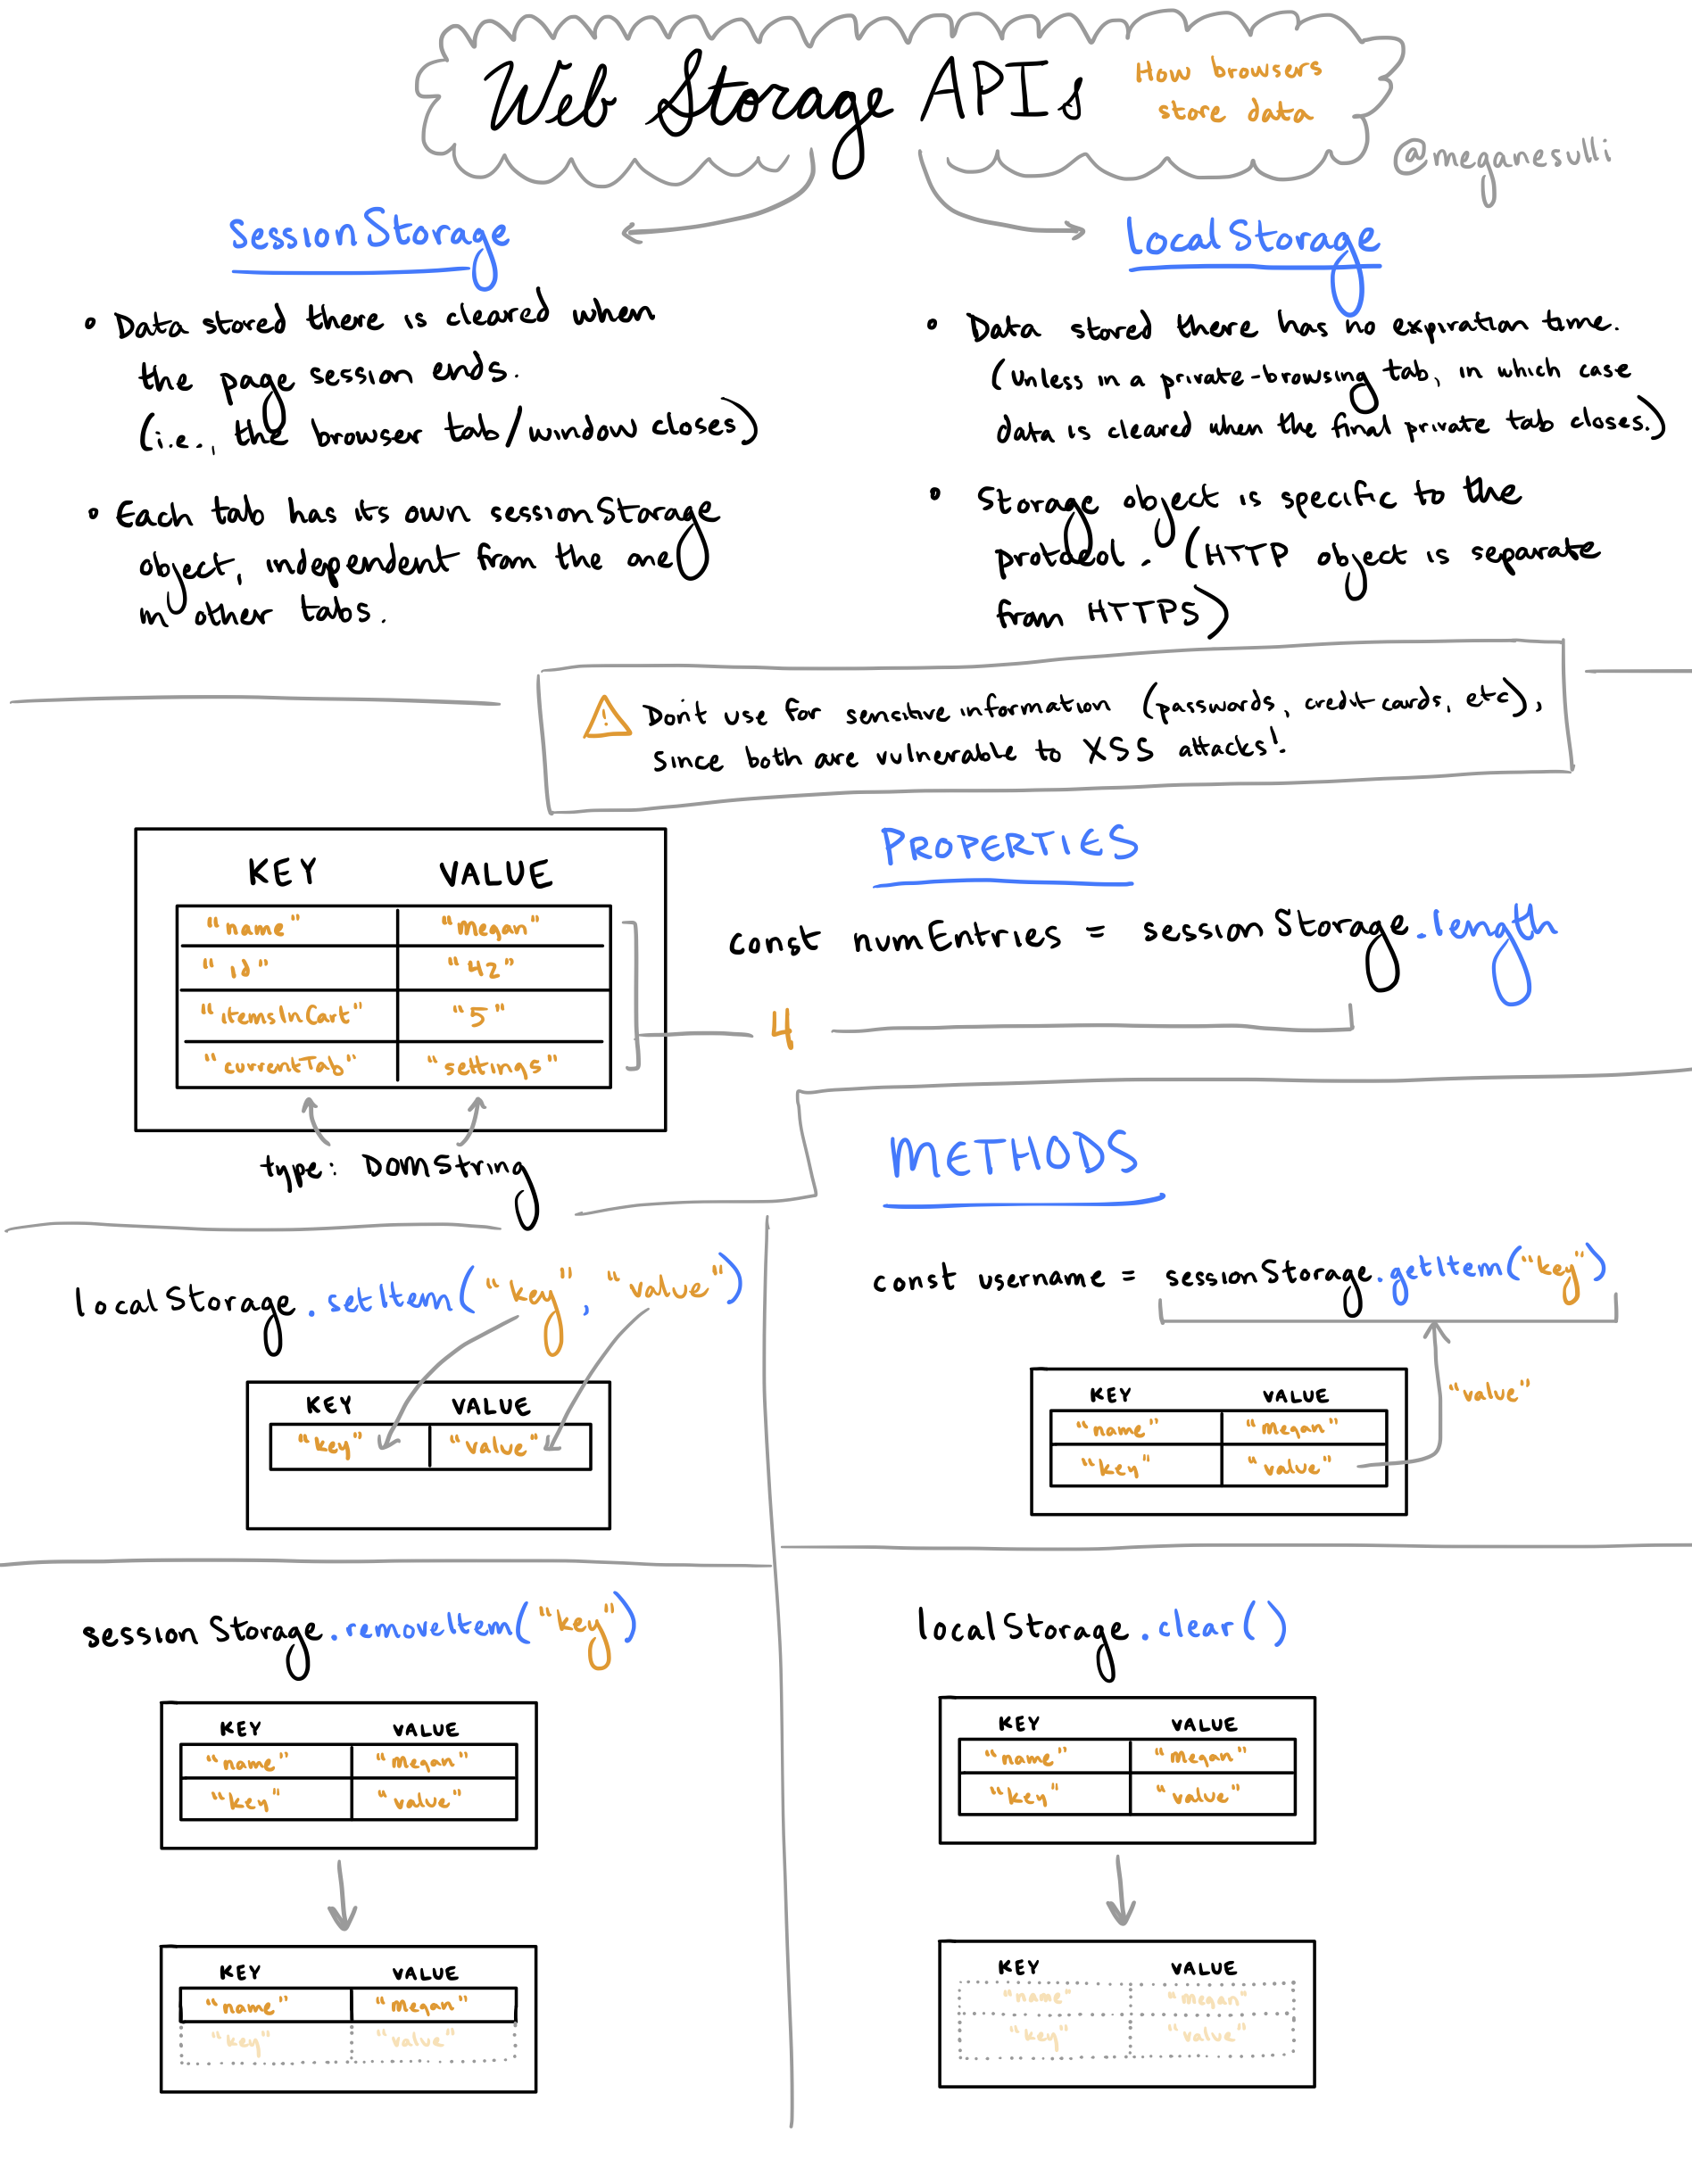 Web Storage APIs
How browsers
store data
@meganesulli
sessionStorage
• Data stored there is cleared when
the page session ends.
(i.e., the browser tab/window closes)
• Each tab has its own sessionStorage
object, independent from the one
in other tabs.
localStorage
• Data stored there has no expiration time.
(Unless in a private-browsing tab, in which case
data is cleared when the final private tab closes.)
• Storage object is specific to the
protocol. (HTTP object is separate
from HTTPS)
Don't use for sensitive information (passwords, credit cards, etc),
since both are vulnerable to XSS attacks!
KEY VALUE
"name" "Megan"
"id" "42"
"itemsInCart" "5"
"currentTab" "settings"
type: DOMString
PROPERTIES
const numEntries = sessionStorage.length
4
METHODS
localStorage.setItem("key", "value")
KEY VALUE
"key" "value"
const username = sessionStorage.getItem("key")
KEY VALUE
"name" "Megan"
"key" "value"
"value"
sessionStorage.removeItem("key")
KEY VALUE
"name" "Megan"
"key" "value"
KEY VALUE
"name" "Megan"
"key" "value"
localStorage.clear()
KEY VALUE
"name" "Megan"
"key" "value"
KEY VALUE
"name" "Megan"
"key" "value"